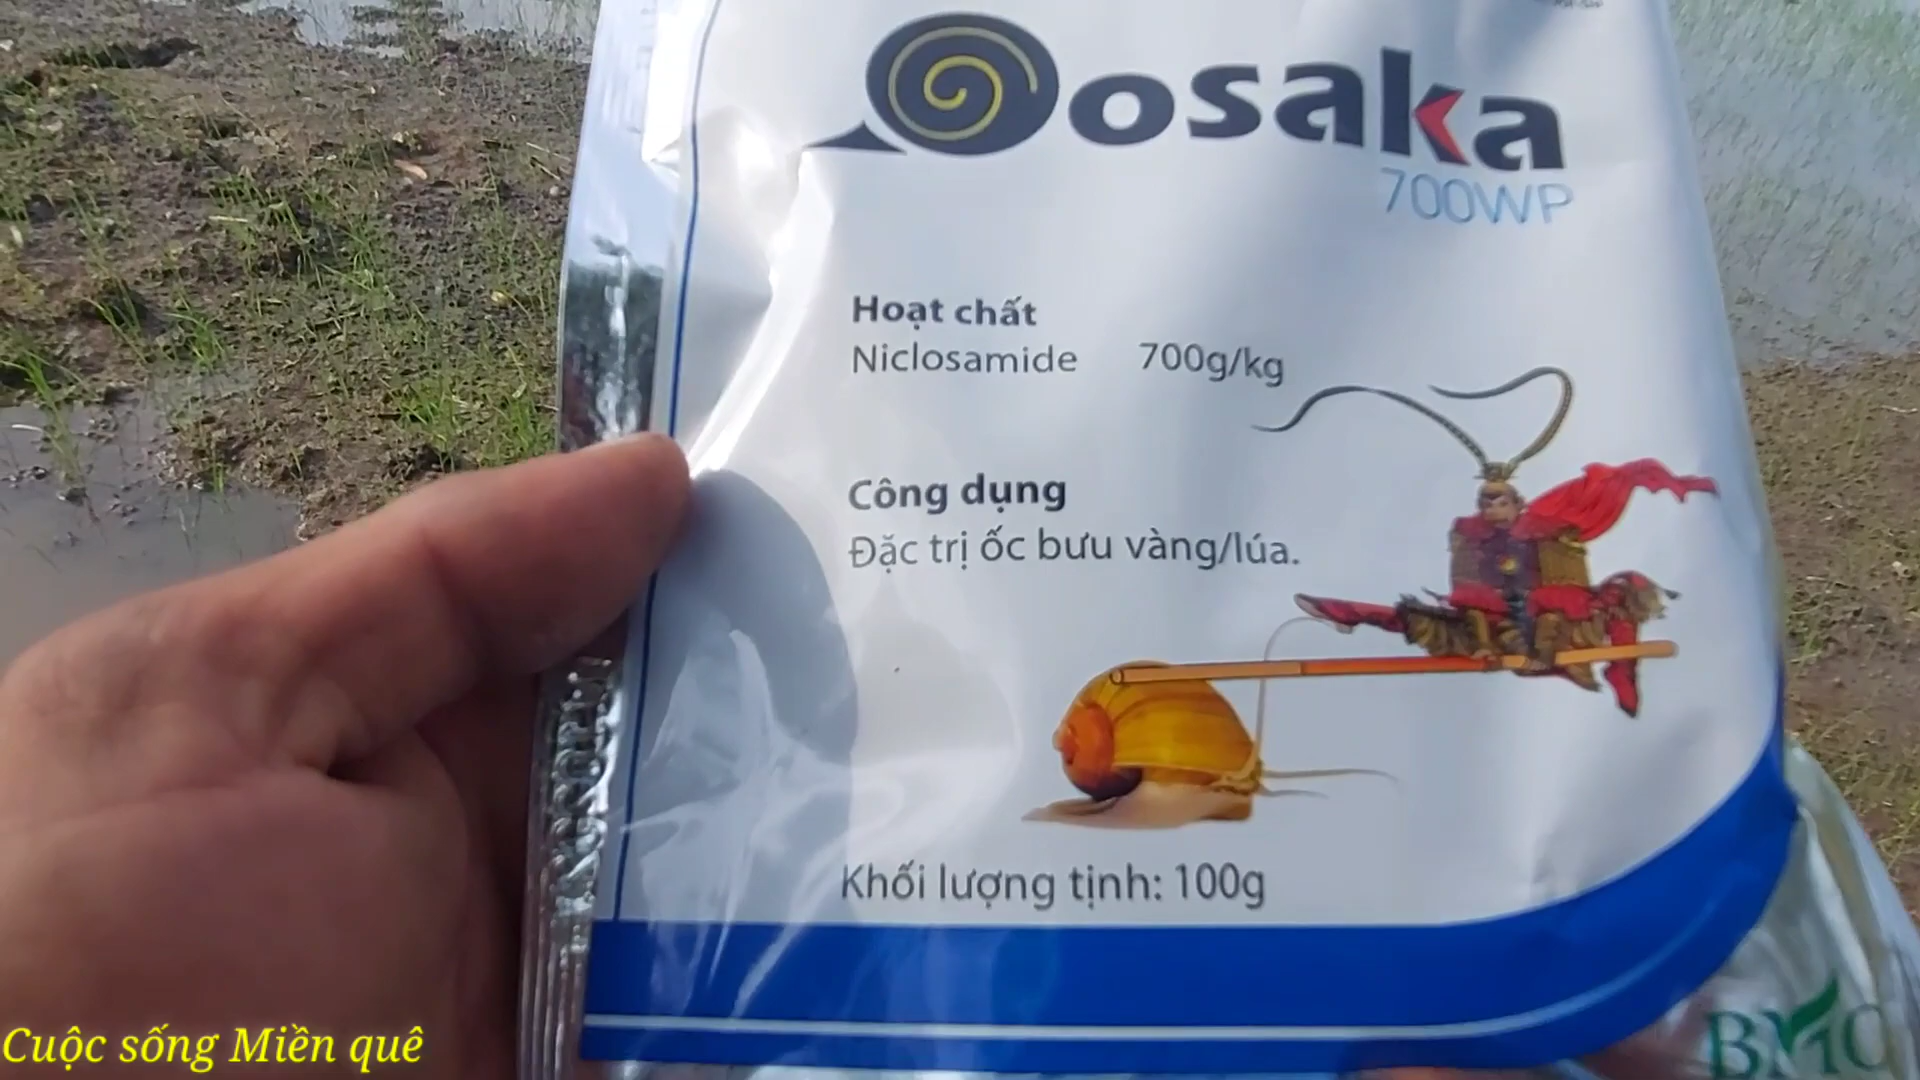 osaka
700WP
Hoạt chất
Niclosamide 700g/kg
Công dụng
Đặc trị ốc bưu vàng/lúa.
Khối lượng tịnh: 100g
Cuộc sống Miền quê